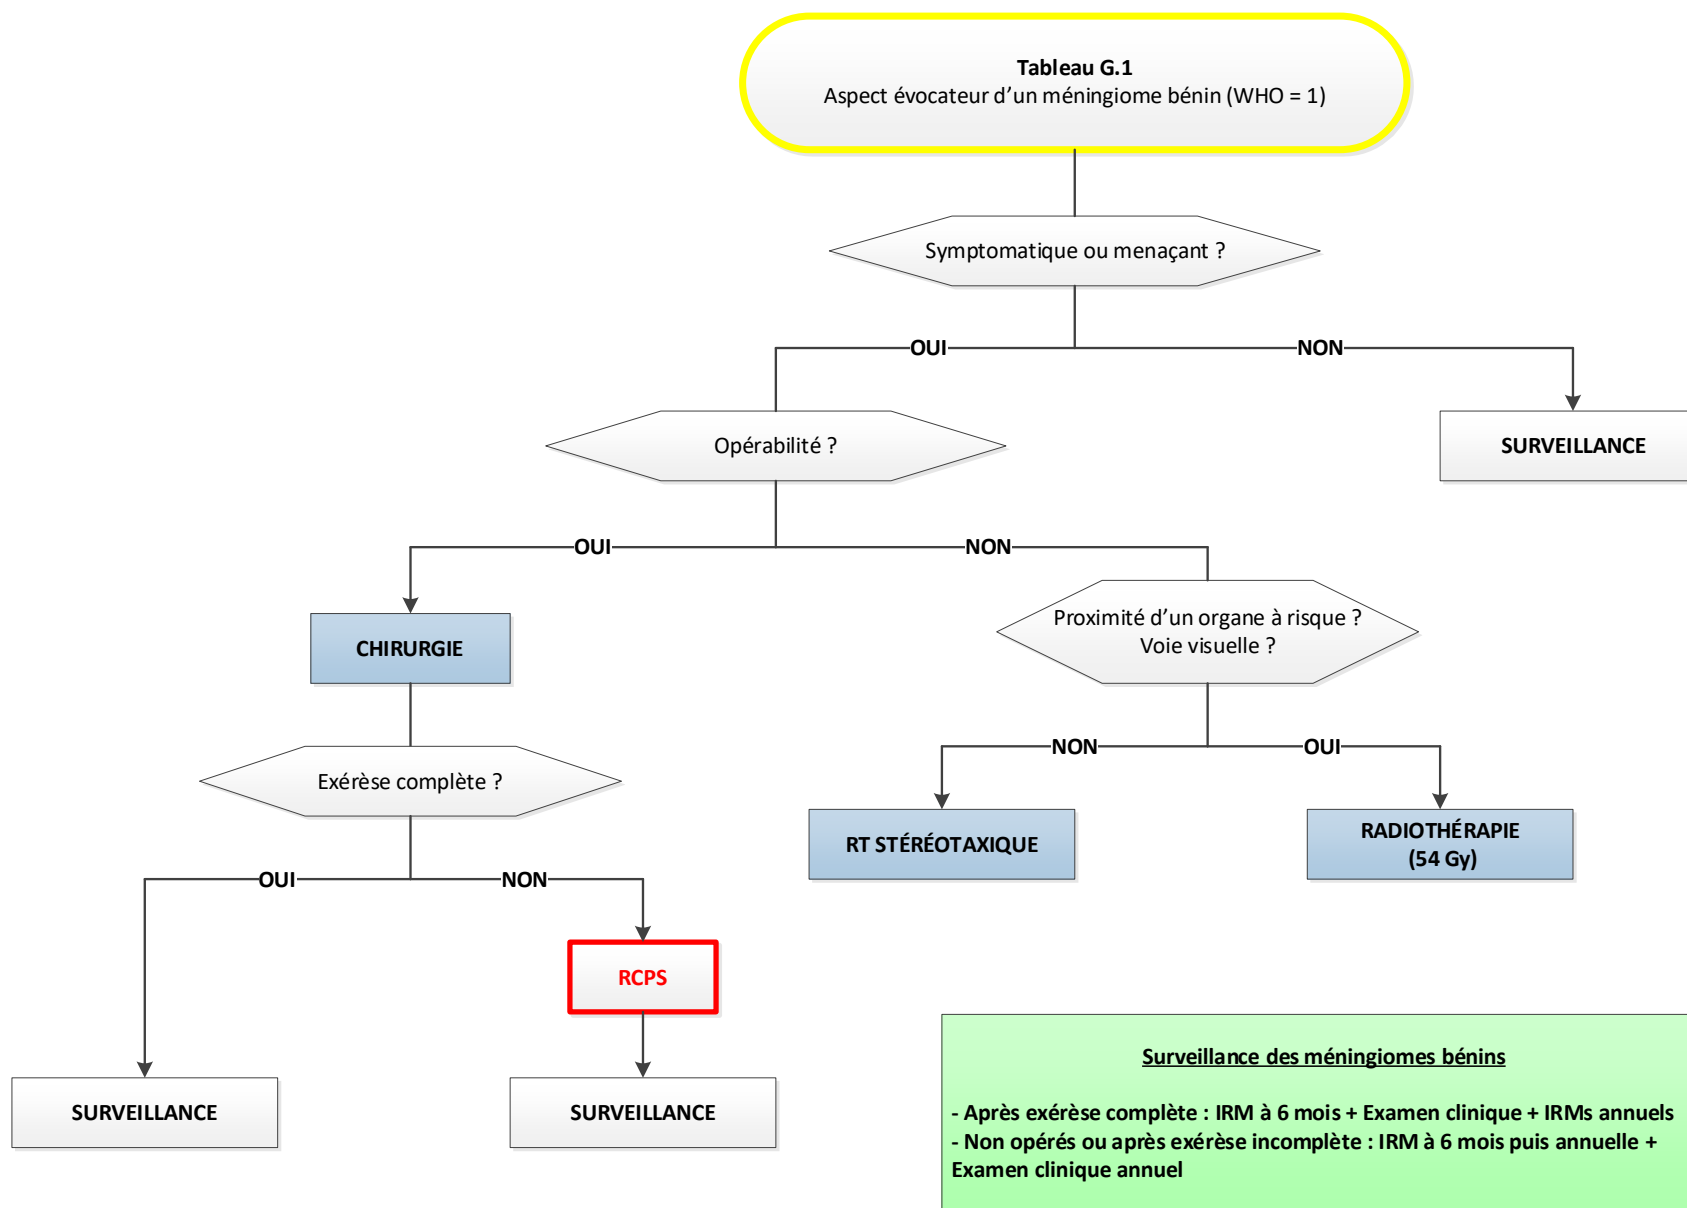 Tableau G.1
Aspect évocateur d’un méningiome bénin (WHO = 1)
Symptomatique ou menaçant ?
OUI
NON
Opérabilité ?
SURVEILLANCE
OUI
NON
CHIRURGIE
Proximité d’un organe à risque ?
Voie visuelle ?
Exérèse complète ?
NON
OUI
RT STÉRÉOTAXIQUE
RADIOTHÉRAPIE
(54 Gy)
OUI
NON
RCPS
SURVEILLANCE
SURVEILLANCE
Surveillance des méningiomes bénins
- Après exérèse complète : IRM à 6 mois + Examen clinique + IRMs annuels
- Non opérés ou après exérèse incomplète : IRM à 6 mois puis annuelle +
Examen clinique annuel